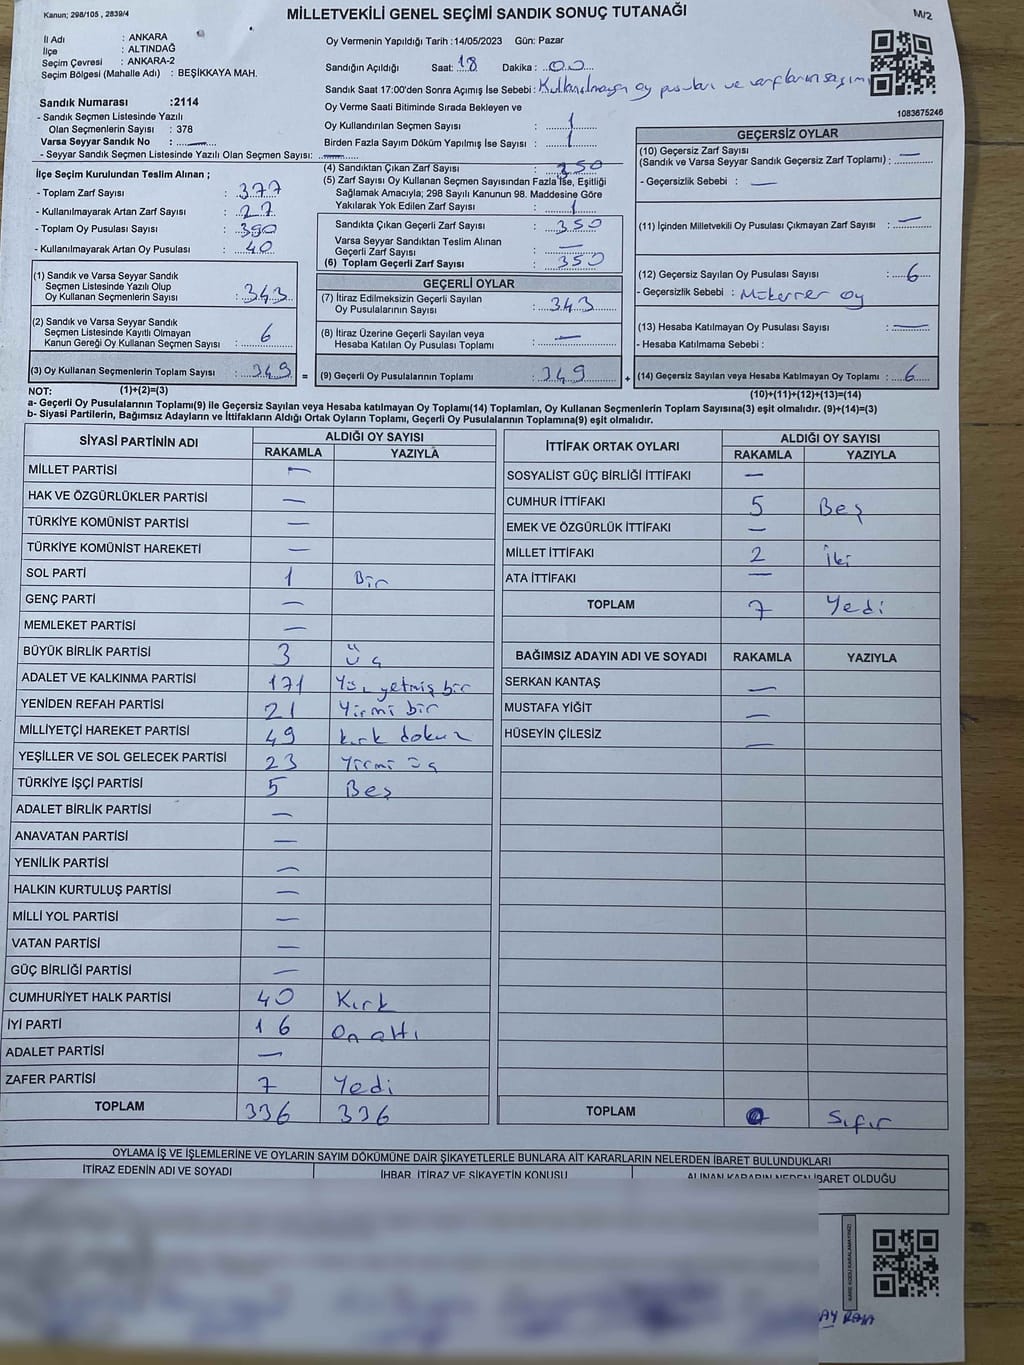 Kanun; 298/105 , 2839/4
MİLLETVEKİLİ GENEL SEÇİMİ SANDIK SONUÇ TUTANAĞI
M/2
İl Adı : ANKARA
İlçe : ALTINDAĞ
Seçim Çevresi : ANKARA-2
Seçim Bölgesi (Mahalle Adı) : BEŞİKKAYA MAH.
Sandık Numarası :2114
- Sandık Seçmen Listesinde Yazılı
Olan Seçmenlerin Sayısı : 378
Varsa Seyyar Sandık No :
- Seyyar Sandık Seçmen Listesinde Yazılı Olan Seçmen Sayısı:
Oy Vermenin Yapıldığı Tarih :14/05/2023 Gün: Pazar
Sandığın Açıldığı Saat: 18 Dakika : 00
Sandık Saat 17:00'den Sonra Açımış İse Sebebi : Kullanılmayan oy pusuları ve zarfların sayımı
Oy Verme Saati Bitiminde Sırada Bekleyen ve
Oy Kullandırılan Seçmen Sayısı : 1
Birden Fazla Sayım Döküm Yapılmış İse Sayısı : 1
1083675246
İlçe Seçim Kurulundan Teslim Alınan ;
- Toplam Zarf Sayısı : 377
- Kullanılmayarak Artan Zarf Sayısı : 27
- Toplam Oy Pusulası Sayısı : 390
- Kullanılmayarak Artan Oy Pusulası : 40
(1) Sandık ve Varsa Seyyar Sandık
Seçmen Listesinde Yazılı Olup
Oy Kullanan Seçmenlerin Sayısı : 343
(2) Sandık ve Varsa Seyyar Sandık
Seçmen Listesinde Kayıtlı Olmayan
Kanun Gereği Oy Kullanan Seçmen Sayısı : 6
(3) Oy Kullanan Seçmenlerin Toplam Sayısı : 349 =
(4) Sandıktan Çıkan Zarf Sayısı : 350
(5) Zarf Sayısı Oy Kullanan Seçmen Sayısından Fazla İse, Eşitliği
Sağlamak Amacıyla; 298 Sayılı Kanunun 98. Maddesine Göre
Yakılarak Yok Edilen Zarf Sayısı : 1
Sandıkta Çıkan Geçerli Zarf Sayısı : 350
Varsa Seyyar Sandıktan Teslim Alınan
Geçerli Zarf Sayısı : —
(6) Toplam Geçerli Zarf Sayısı : 350
GEÇERLİ OYLAR
(7) İtiraz Edilmeksizin Geçerli Sayılan
Oy Pusulalarının Sayısı : 343
(8) İtiraz Üzerine Geçerli Sayılan veya
Hesaba Katılan Oy Pusulası Toplamı : —
(9) Geçerli Oy Pusulalarının Toplamı : 349 +
GEÇERSİZ OYLAR
(10) Geçersiz Zarf Sayısı
(Sandık ve Varsa Seyyar Sandık Geçersiz Zarf Toplamı) : —
- Geçersizlik Sebebi : —
(11) İçinden Milletvekil Oy Pusulası Çıkmayan Zarf Sayısı : —
(12) Geçersiz Sayılan Oy Pusulası Sayısı : 6
- Geçersizlik Sebebi : Mükerrer oy
(13) Hesaba Katılmayan Oy Pusulası Sayısı : —
- Hesaba Katılmama Sebebi :
(14) Geçersiz Sayılan veya Hesaba Katılmayan Oy Toplamı : 6
NOT: (1)+(2)=(3) (10)+(11)+(12)+(13)=(14)
a- Geçerli Oy Pusulalarının Toplamı(9) ile Geçersiz Sayılan veya Hesaba katılmayan Oy Toplamı(14) Toplamları, Oy Kullanan Seçmenlerin Toplam Sayısına(3) eşit olmalıdır. (9)+(14)=(3)
b- Siyasi Partilerin, Bağımsız Adayların ve İttifakların Aldığı Ortak Oyların Toplamı, Geçerli Oy Pusulalarının Toplamına(9) eşit olmalıdır.
SİYASİ PARTİNİN ADI ALDIĞI OY SAYISI
RAKAMLA YAZIYLA
MİLLET PARTİSİ —
HAK VE ÖZGÜRLÜKLER PARTİSİ —
TÜRKİYE KOMÜNİST PARTİSİ —
TÜRKİYE KOMÜNİST HAREKETİ —
SOL PARTİ 1 Bir
GENÇ PARTİ —
MEMLEKET PARTİSİ —
BÜYÜK BİRLİK PARTİSİ 3 üç
ADALET VE KALKINMA PARTİSİ 171 Yüz yetmiş bir
YENİDEN REFAH PARTİSİ 21 Yirmi bir
MİLLİYETÇİ HAREKET PARTİSİ 49 kırk dokuz
YEŞİLLER VE SOL GELECEK PARTİSİ 23 Yirmi üç
TÜRKİYE İŞÇİ PARTİSİ 5 Beş
ADALET BİRLİK PARTİSİ —
ANAVATAN PARTİSİ —
YENİLİK PARTİSİ —
HALKIN KURTULUŞ PARTİSİ —
MİLLİ YOL PARTİSİ —
VATAN PARTİSİ —
GÜÇ BİRLİĞİ PARTİSİ —
CUMHURİYET HALK PARTİSİ 40 Kırk
İYİ PARTİ 16 On altı
ADALET PARTİSİ —
ZAFER PARTİSİ 7 Yedi
TOPLAM 336 336
İTTİFAK ORTAK OYLARI ALDIĞI OY SAYISI
RAKAMLA YAZIYLA
SOSYALİST GÜÇ BİRLİĞİ İTTİFAKI —
CUMHUR İTTİFAKI 5 Beş
EMEK VE ÖZGÜRLÜK İTTİFAKI —
MİLLET İTTİFAKI 2 İki
ATA İTTİFAKI —
TOPLAM 7 Yedi
BAĞIMSIZ ADAYIN ADI VE SOYADI RAKAMLA YAZIYLA
SERKAN KANTAŞ —
MUSTAFA YİĞİT —
HÜSEYİN ÇİLESİZ —
TOPLAM 0 Sıfır
OYLAMA İŞ VE İŞLEMLERİNE VE OYLARIN SAYIM DÖKÜMÜNE DAİR ŞİKAYETLERLE BUNLARA AİT KARARLARIN NELERDEN İBARET BULUNDUKLARI
İTİRAZ EDENİN ADI VE SOYADI İHBAR, İTİRAZ VE ŞİKAYETİN KONUSU ALINAN KARARIN NEDEN İBARET OLDUĞU